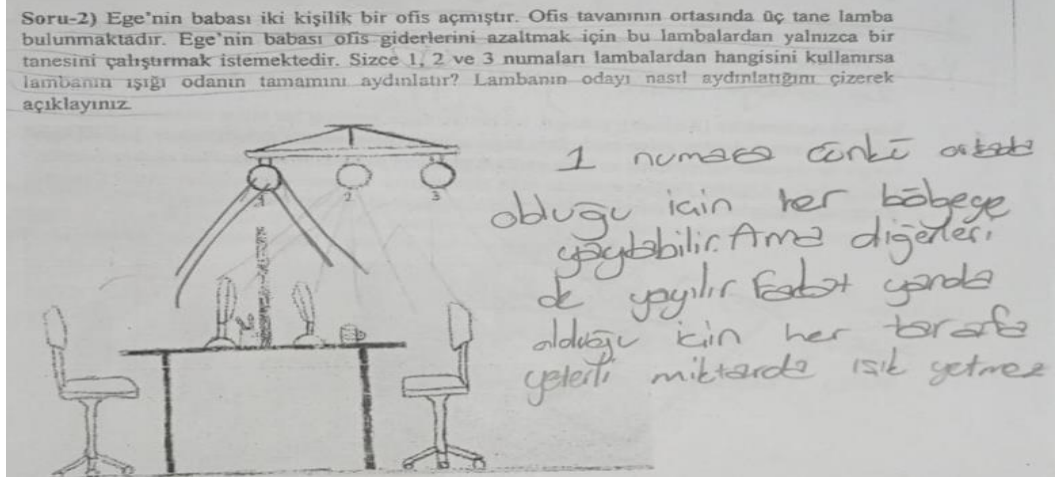 Soru-2) Ege'nin babası iki kişilik bir ofis açmıştır. Ofis tavanının ortasında üç tane lamba
bulunmaktadır. Ege'nin babası ofis giderlerini azaltmak için bu lambalardan yalnızca bir
tanesini çalıştırmak istemektedir. Sizce 1, 2 ve 3 numaraları lambalardan hangisini kullanırsa
lambanın ışığı odanın tamamını aydınlatır? Lambanın odayı nasıl aydınlatığını çizerek
açıklayınız
1
2
3
1 numara Çünkü ortada
olduğu için her bölgeye
yayılabilir. Ama diğerleri
de yayılır Fakat yanda
olduğu için her tarafa
yeterli miktarda ışık yetmez